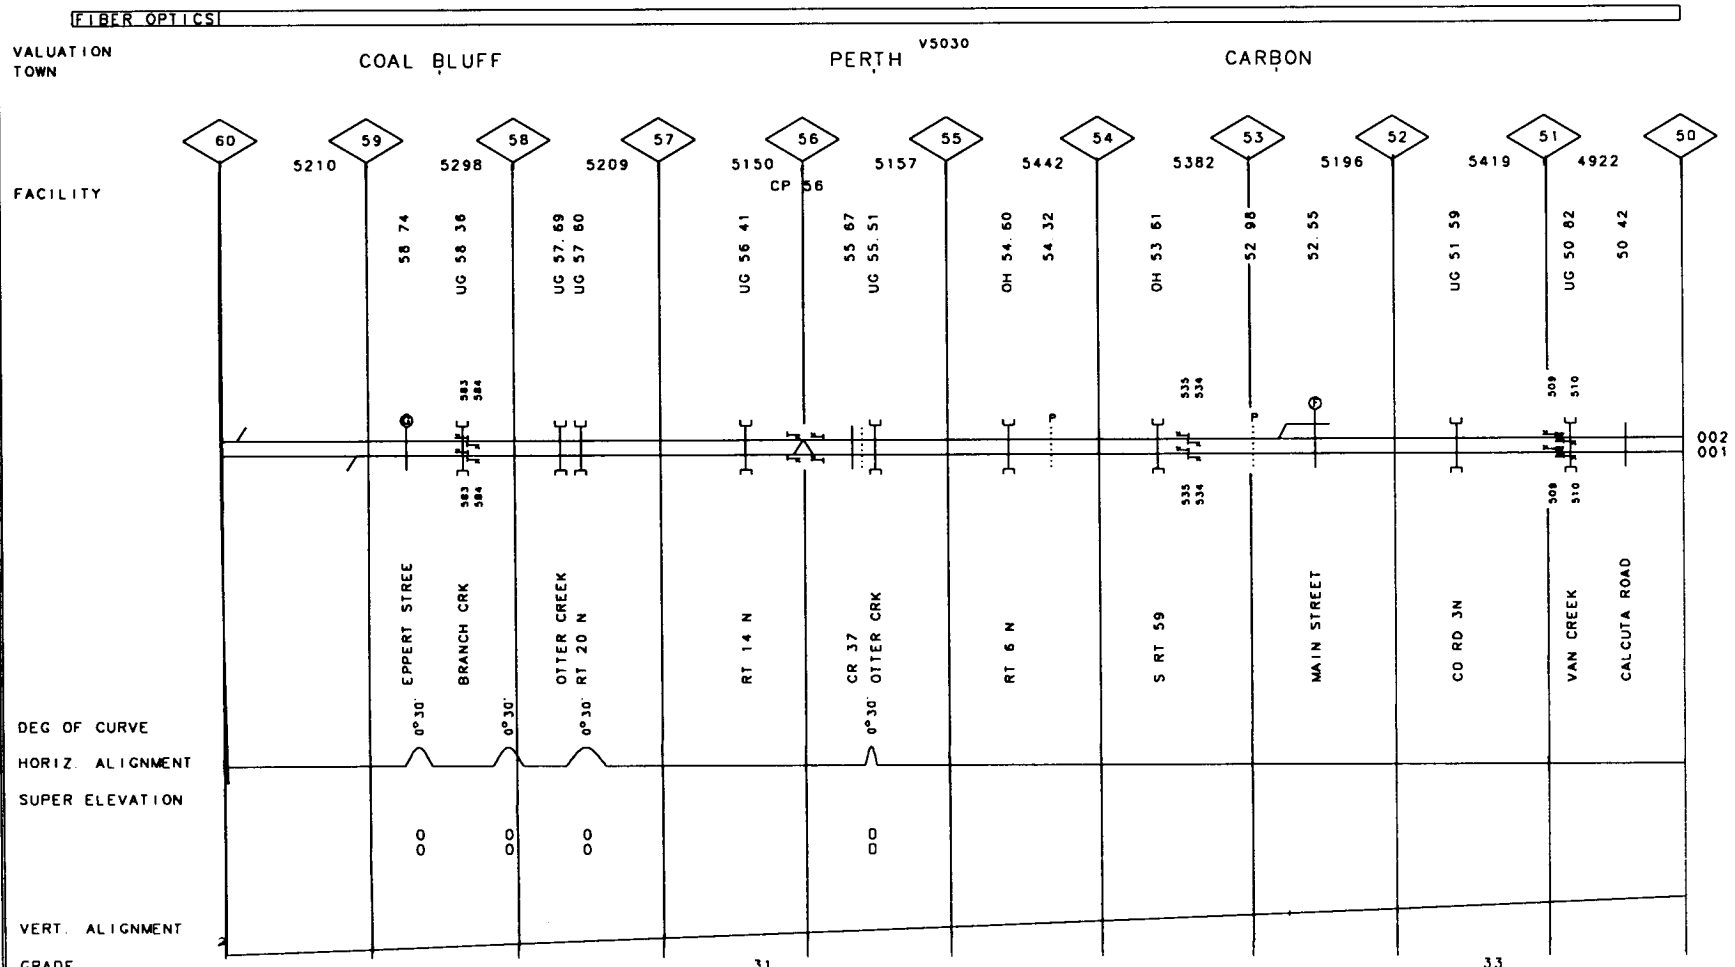 FIBER OPTICS
VALUATION V5030
TOWN COAL BLUFF PERTH CARBON
60 59 58 57 56 55 54 53 52 51 50
5210 5298 5209 5150 5157 5442 5382 5196 5419 4922
CP 56
FACILITY
58 74
UG 58 36
UG 57.69
UG 57 60
UG 56 41
55 67
UG 55.51
OH 54.60
54.32
OH 53 61
52 98
52.55
UG 51 59
UG 50 82
50 42
583 584 535 534 509 510
P P F
002
001
583 584 535 534 509 510
EPPERT STREE
BRANCH CRK
OTTER CREEK
RT 20 N
RT 14 N
CR 37
OTTER CRK
RT 6 N
S RT 59
MAIN STREET
CO RD 3N
VAN CREEK
CALCUTA ROAD
DEG OF CURVE 0°30' 0°30' 0°30' 0°30'
HORIZ. ALIGNMENT
SUPER ELEVATION
0 0 0 0
0 0 0 0
VERT. ALIGNMENT
GRADE 31 33